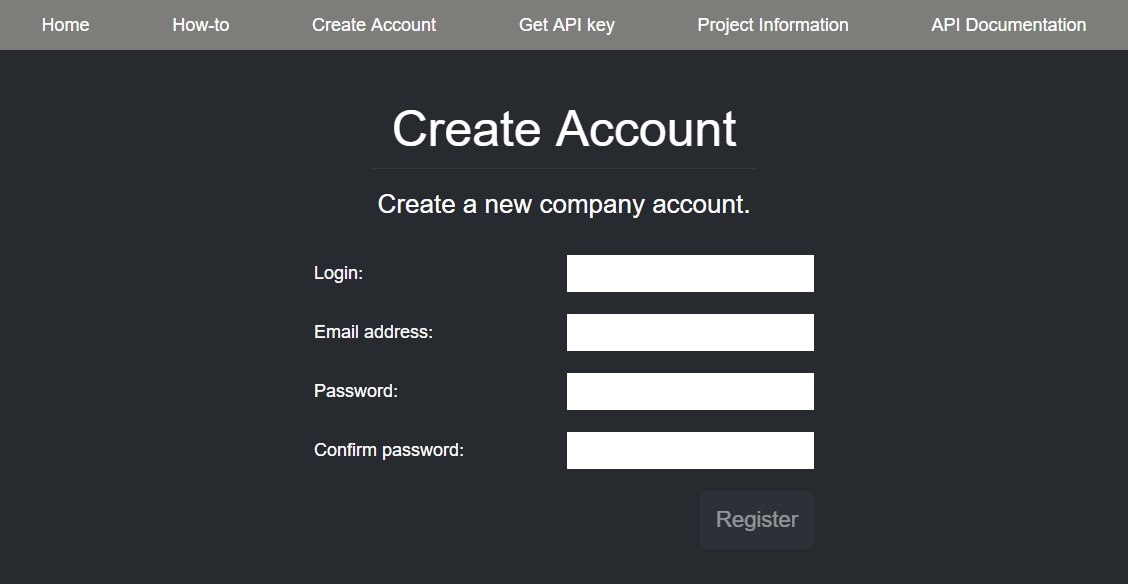 Home How-to Create Account Get API key Project Information API Documentation
Create Account
Create a new company account.
Login:
Email address:
Password:
Confirm password:
Register